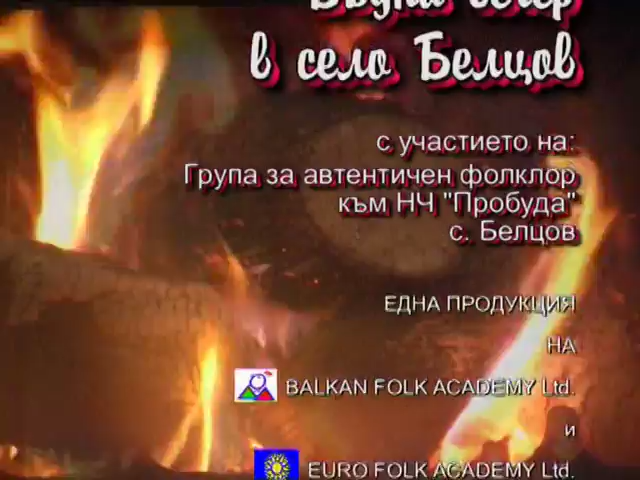 в село Белцов
с участието на:
Група за автентичен фолклор
към НЧ "Пробуда"
с. Белцов
ЕДНА ПРОДУКЦИЯ
НА
BALKAN FOLK ACADEMY Ltd.
и
EURO FOLK ACADEMY Ltd.